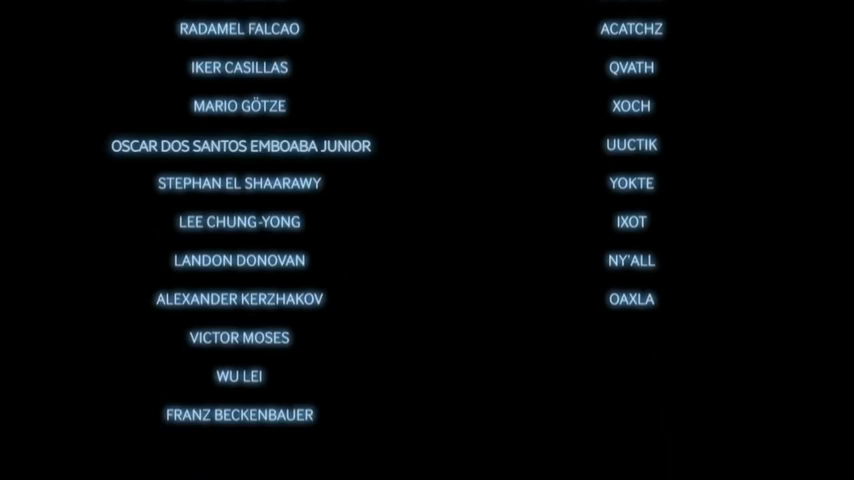 RADAMEL FALCAO
IKER CASILLAS
MARIO GÖTZE
OSCAR DOS SANTOS EMBOABA JUNIOR
STEPHAN EL SHAARAWY
LEE CHUNG-YONG
LANDON DONOVAN
ALEXANDER KERZHAKOV
VICTOR MOSES
WU LEI
FRANZ BECKENBAUER
ACATCHZ
QVATH
XOCH
UUCTIK
YOKTE
IXOT
NY'ALL
OAXLA